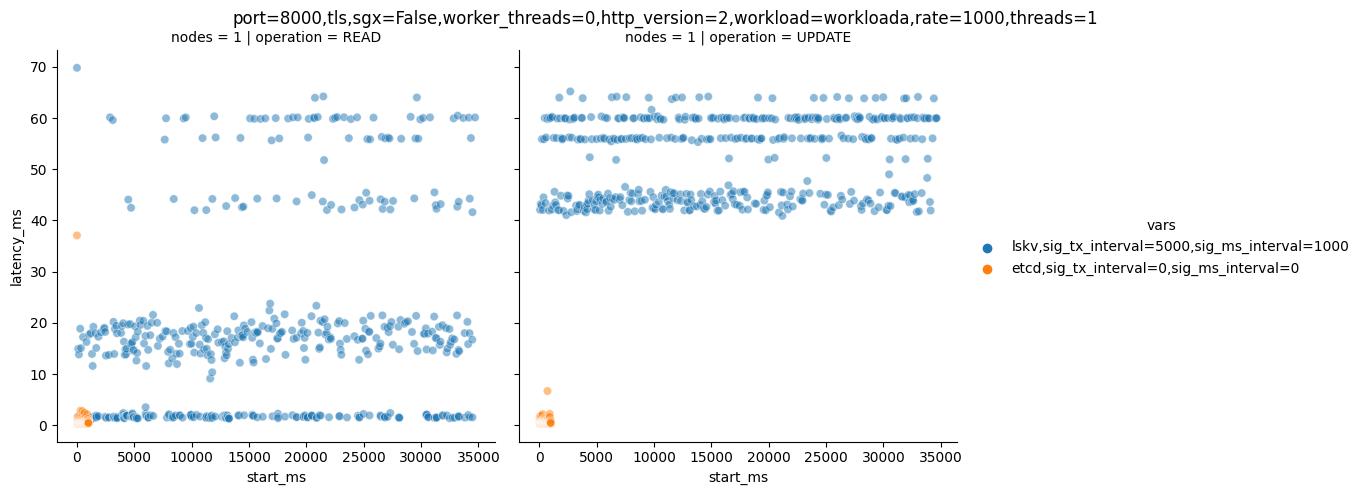 port=8000,tls,sgx=False,worker_threads=0,http_version=2,workload=workloada,rate=1000,threads=1
nodes = 1 | operation = READ
nodes = 1 | operation = UPDATE
latency_ms
70
60
50
40
30
20
10
0
0 5000 10000 15000 20000 25000 30000 35000
start_ms
0 5000 10000 15000 20000 25000 30000 35000
start_ms
vars
lskv,sig_tx_interval=5000,sig_ms_interval=1000
etcd,sig_tx_interval=0,sig_ms_interval=0